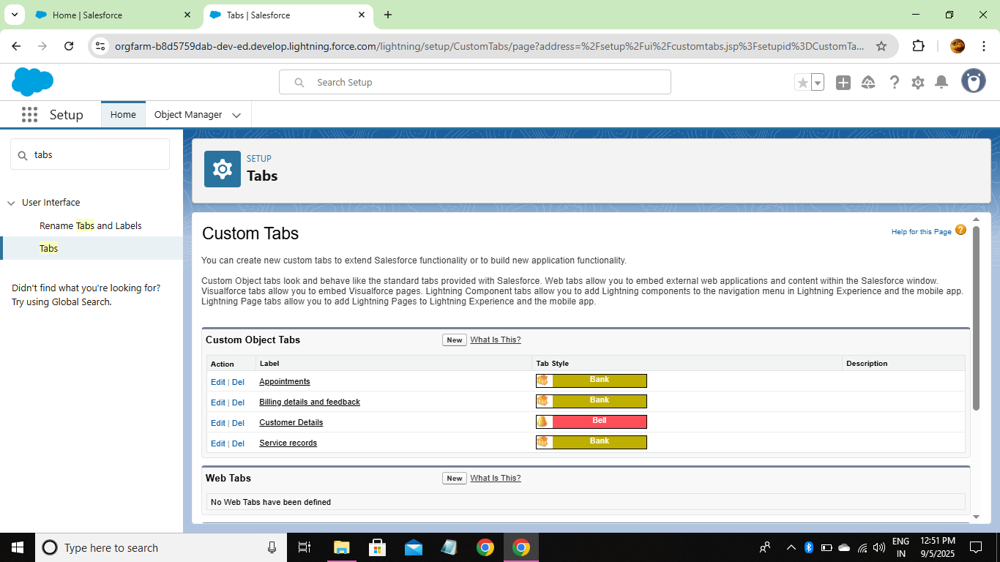 Home | Salesforce
Tabs | Salesforce
orgfarm-b8d5759dab-dev-ed.develop.lightning.force.com/lightning/setup/CustomTabs/page?address=%2Fsetup%2Fui%2Fcustomtabs.jsp%3Fsetupid%3DCustomTa...
Search Setup
Setup
Home
Object Manager
tabs
User Interface
Rename Tabs and Labels
Tabs
Didn't find what you're looking for?
Try using Global Search.
SETUP
Tabs
Custom Tabs
Help for this Page
You can create new custom tabs to extend Salesforce functionality or to build new application functionality.
Custom Object tabs look and behave like the standard tabs provided with Salesforce. Web tabs allow you to embed external web applications and content within the Salesforce window.
Visualforce tabs allow you to embed Visualforce pages. Lightning Component tabs allow you to add Lightning components to the navigation menu in Lightning Experience and the mobile app.
Lightning Page tabs allow you to add Lightning Pages to Lightning Experience and the mobile app.
Custom Object Tabs New What Is This?
Action Label Tab Style Description
Edit | Del Appointments Bank
Edit | Del Billing details and feedback Bank
Edit | Del Customer Details Bell
Edit | Del Service records Bank
Web Tabs New What Is This?
No Web Tabs have been defined
Type here to search
ENG
IN
12:51 PM
9/5/2025